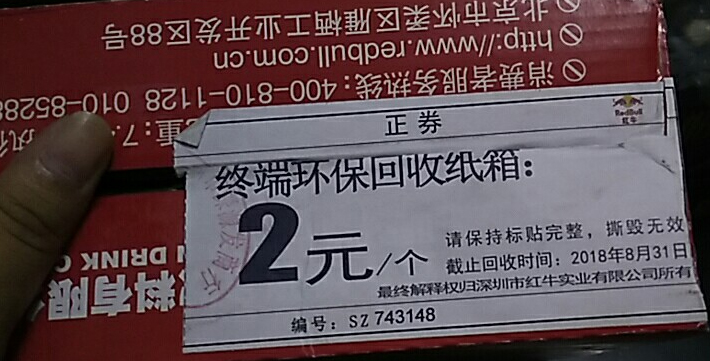 北京市怀柔区雁栖工业开发区88号
http://www.redbull.com.cn
消费者服务热线：400-810-1128 010-85288
正券
RedBull
红牛
终端环保回收纸箱：
2元/个
请保持标贴完整，撕毁无效
截止回收时间：2018年8月31日
最终解释权归深圳市红牛实业有限公司所有
编号：SZ 743148
DRINK
料有限